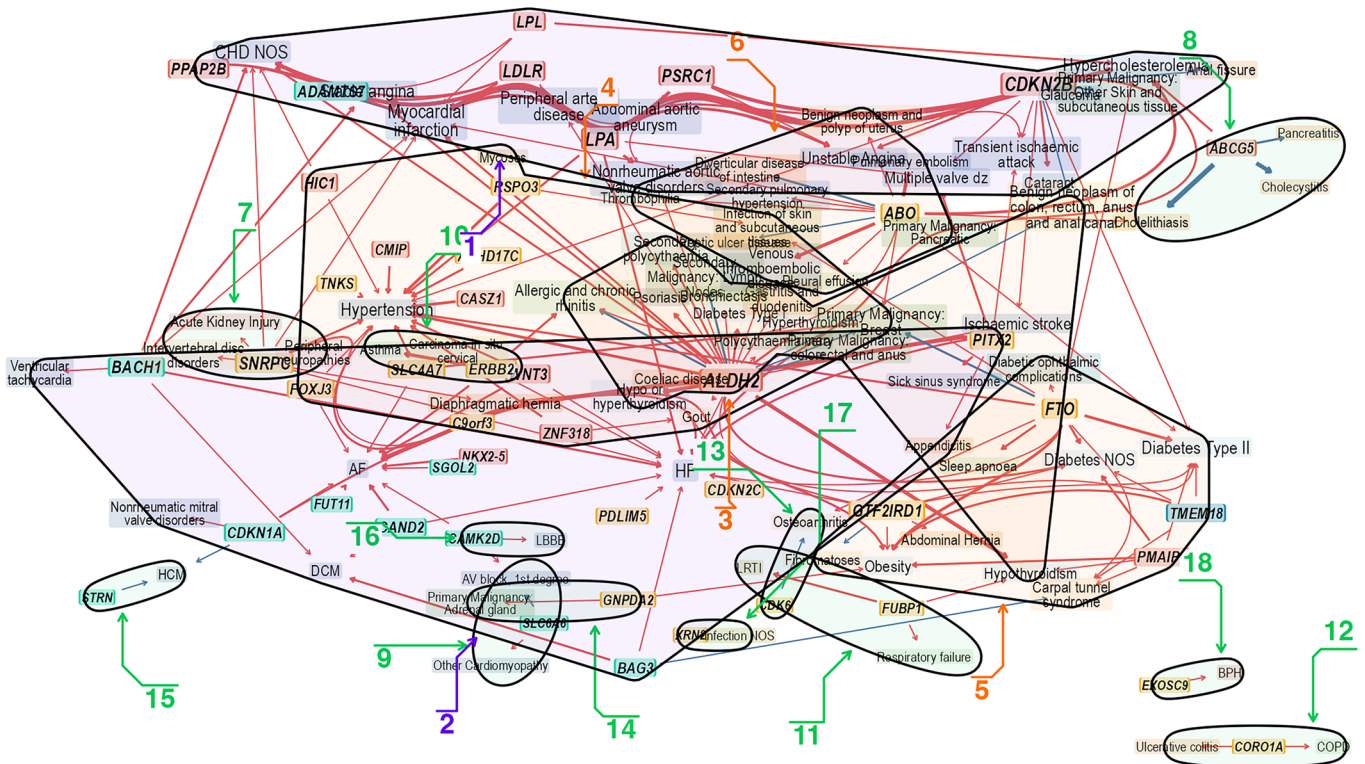 LPL
6
8
CHD NOS
PPAP2B
LDLR
PSRC1
CDKN2B
Hypercholesterolemia
Anal fissure
Primary Malignancy:
Other Skin and
subcutaneous tissue
Glaucoma
ADAMTS7
Stable angina
4
Myocardial
infarction
Peripheral arte
disease
Abdominal aortic
aneurysm
LPA
Benign neoplasm and
polyp of uterus
Unstable Angina
Pulmonary embolism
Multiple valve dz
Transient ischaemic
attack
Cataract
ABCG5
Pancreatitis
Cholecystitis
Cholelithiasis
Mycoses
RSPO3
HIC1
Nonrheumatic aortic
valve disorders
Thrombophilia
Diverticular disease
of intestine
Secondary pulmonary
hypertension
Infection of skin
and subcutaneous
Benign neoplasm of
colon, rectum, anus
and anal canal
ABO
Primary Malignancy:
Pancreatic
7
10
1
CMIP
HD17C
TNKS
CASZ1
Hypertension
Secondary
polycythaemia
Peptic ulcer disease
Venous
thromboembolic
Pleural effusion
Secondary
Malignancy: Lymph
Nodes
Gastritis and
duodenitis
Psoriasis
Bronchiectasis
Allergic and chronic
rhinitis
Diabetes Type I
Hyperthyroidism
Primary Malignancy:
Breast
Polycythaemia vera
Primary Malignancy:
colorectal and anus
Ischaemic stroke
PITX2
Acute Kidney Injury
Intervertebral disc
disorders
SNRPC
Peripheral
neuropathies
Asthma
Carcinoma in situ
cervical
SLC4A7
ERBB2
WNT3
Ventricular
tachycardia
BACH1
FOXJ3
Coeliac disease
ALDH2
Hypo or
hyperthyroidism
Gout
Sick sinus syndrome
Diabetic ophthalmic
complications
FTO
Diaphragmatic hernia
C9orf3
ZNF318
17
13
Appendicitis
Sleep apnoea
Diabetes NOS
Diabetes Type II
AF
SGOL2
NKX2-5
HF
CDKN2C
3
FUT11
PDLIM5
GTF2IRD1
TMEM18
Nonrheumatic mitral
valve disorders
CDKN1A
16
CAND2
CAMK2D
LBBB
Osteoarthritis
Abdominal Hernia
PMAIP
18
Fibromatoses
LRTI
Obesity
Hypothyroidism
Carpal tunnel
syndrome
HCM
STRN
DCM
AV block, 1st degree
Primary Malignancy
Adrenal gland
GNPDA2
SLC6A6
CDK6
FUBP1
XRN2
Infection NOS
12
9
Other Cardiomyopathy
BAG3
Respiratory failure
5
EXOSC9
BPH
15
2
14
11
Ulcerative colitis
CORO1A
COPD